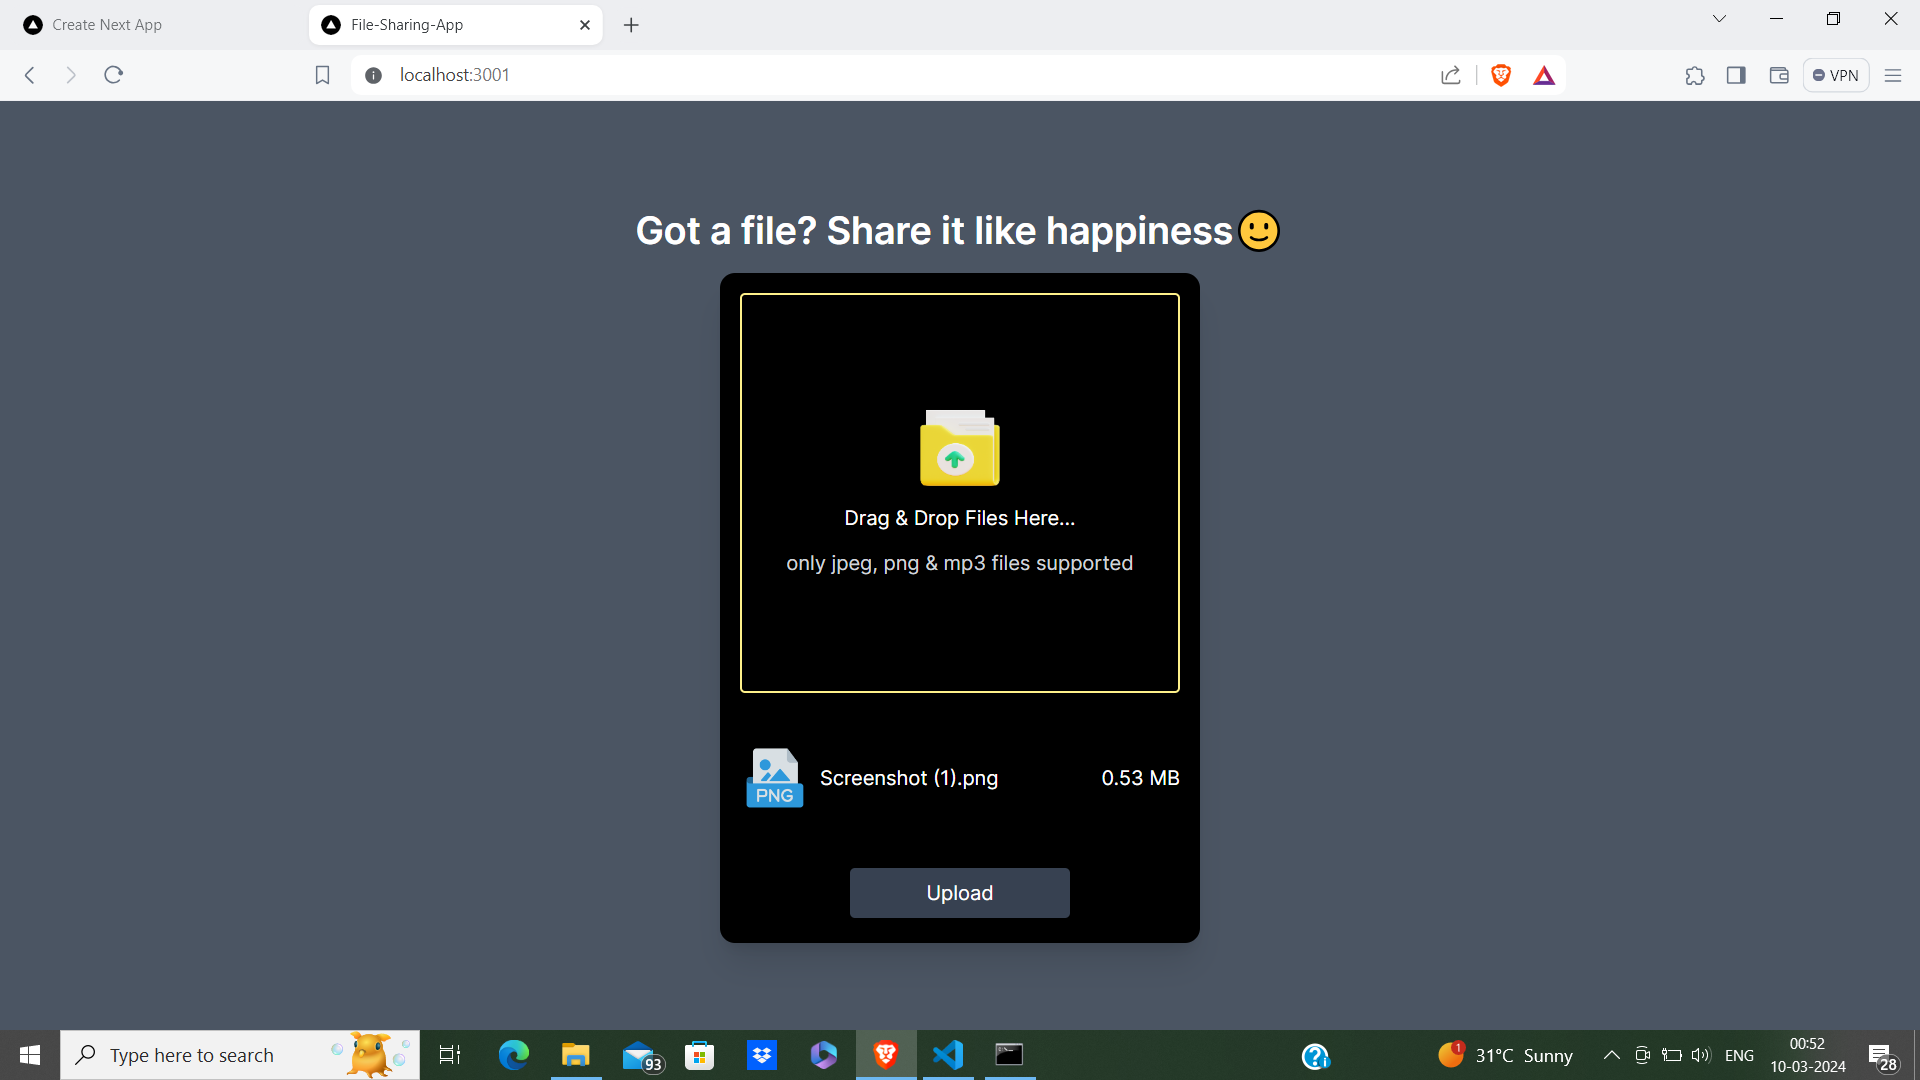 Create Next App
File-Sharing-App
localhost:3001
VPN
Got a file? Share it like happiness
Drag & Drop Files Here...
only jpeg, png & mp3 files supported
PNG
Screenshot (1).png
0.53 MB
Upload
Type here to search
93
1
31°C Sunny
ENG
00:52
10-03-2024
28